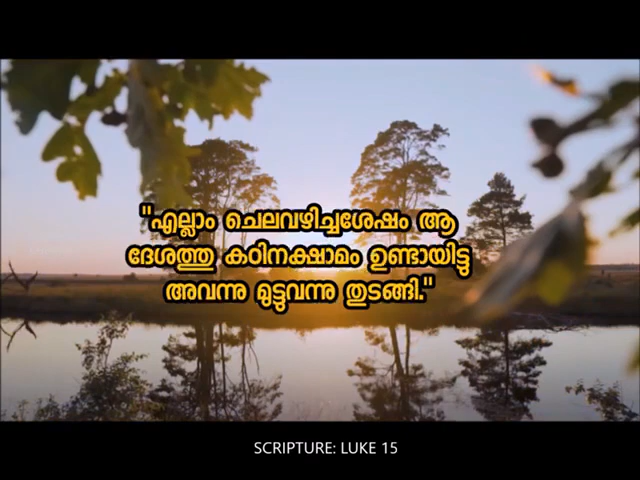 "എല്ലാം ചെലവഴിച്ചശേഷം ആ
ദേശത്തു കഠിനക്ഷാമം ഉണ്ടായിട്ടു
അവന്നു മുട്ടുവന്നു തുടങ്ങി."
SCRIPTURE: LUKE 15